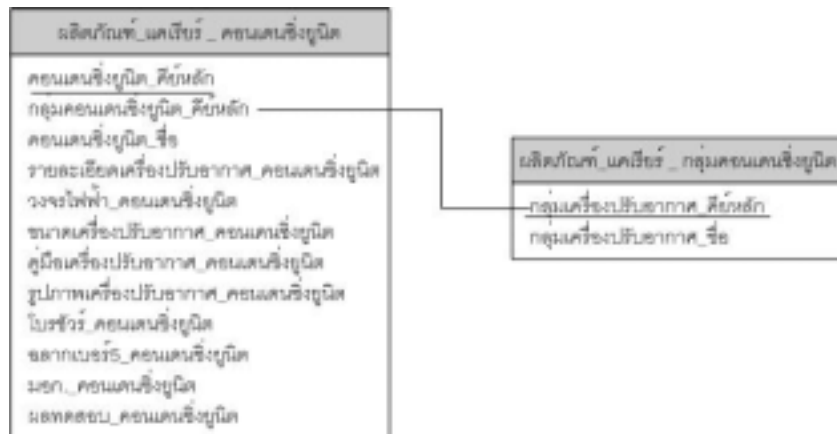 ผลิตภัณฑ์_แคเรียร์ _ คอนเดนซิ่งยูนิต
คอนเดนซิ่งยูนิต_คีย์หลัก
กลุ่มคอนเดนซิ่งยูนิต_คีย์หลัก
คอนเดนซิ่งยูนิต_ชื่อ
รายละเอียดเครื่องปรับอากาศ_คอนเดนซิ่งยูนิต
วงจรไฟฟ้า_คอนเดนซิ่งยูนิต
ขนาดเครื่องปรับอากาศ_คอนเดนซิ่งยูนิต
คู่มือเครื่องปรับอากาศ_คอนเดนซิ่งยูนิต
รูปภาพเครื่องปรับอากาศ_คอนเดนซิ่งยูนิต
โบรชัวร์_คอนเดนซิ่งยูนิต
ฉลากเบอร์5_คอนเดนซิ่งยูนิต
มอก._คอนเดนซิ่งยูนิต
ผลทดสอบ_คอนเดนซิ่งยูนิต
ผลิตภัณฑ์_แคเรียร์ _ กลุ่มคอนเดนซิ่งยูนิต
กลุ่มเครื่องปรับอากาศ_คีย์หลัก
กลุ่มเครื่องปรับอากาศ_ชื่อ